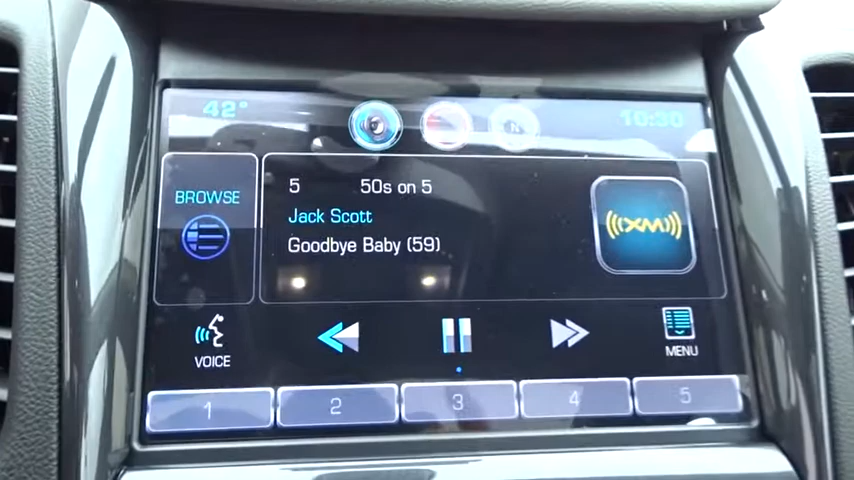 42°
N
10:30
BROWSE
5 50s on 5
Jack Scott
Goodbye Baby (59)
((XM))
VOICE
MENU
1 2 3 4 5